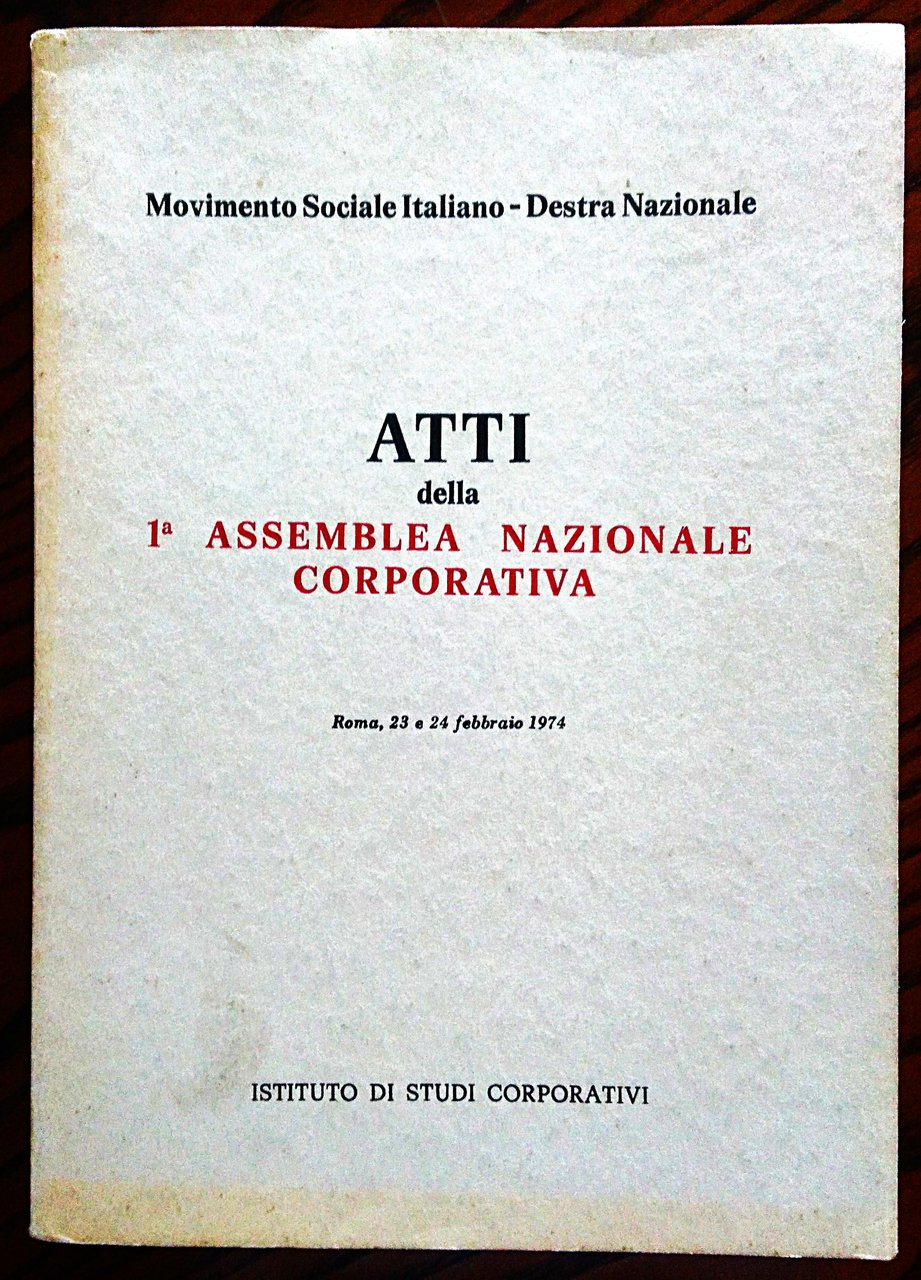 Movimento Sociale Italiano - Destra Nazionale
ATTI
della
1ª ASSEMBLEA NAZIONALE
CORPORATIVA
Roma, 23 e 24 febbraio 1974
ISTITUTO DI STUDI CORPORATIVI